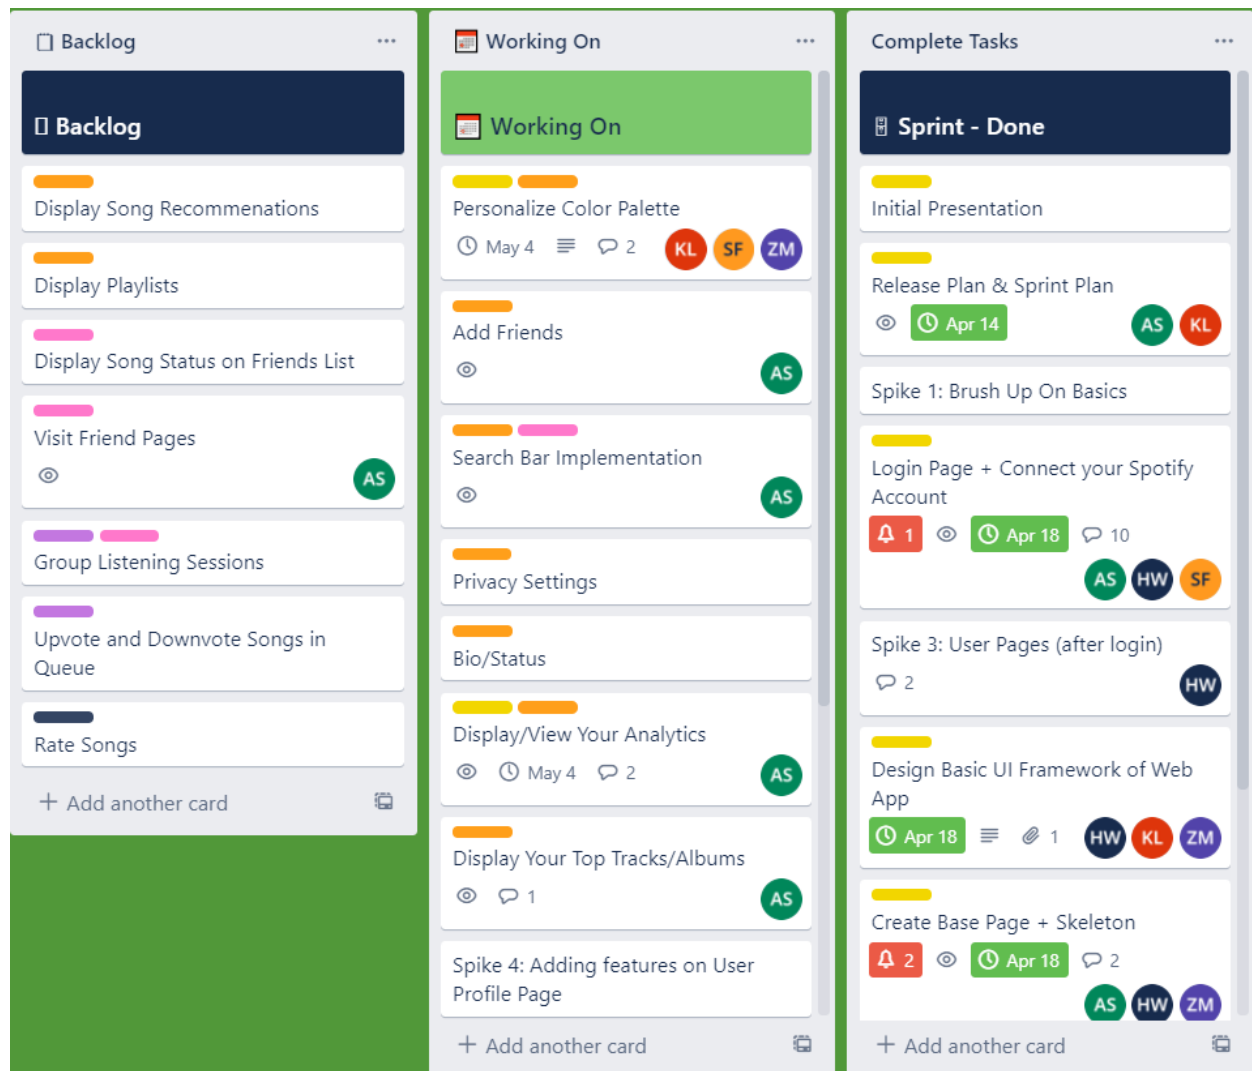 Backlog
Backlog
Display Song Recommenations
Display Playlists
Display Song Status on Friends List
Visit Friend Pages
AS
Group Listening Sessions
Upvote and Downvote Songs in
Queue
Rate Songs
+ Add another card
Working On
Working On
Personalize Color Palette
May 4 2 KL SF ZM
Add Friends
AS
Search Bar Implementation
AS
Privacy Settings
Bio/Status
Display/View Your Analytics
May 4 2 AS
Display Your Top Tracks/Albums
1 AS
Spike 4: Adding features on User
Profile Page
+ Add another card
Complete Tasks
Sprint - Done
Initial Presentation
Release Plan & Sprint Plan
Apr 14 AS KL
Spike 1: Brush Up On Basics
Login Page + Connect your Spotify
Account
1 Apr 18 10
AS HW SF
Spike 3: User Pages (after login)
2 HW
Design Basic UI Framework of Web
App
Apr 18 1 HW KL ZM
Create Base Page + Skeleton
2 Apr 18 2
AS HW ZM
+ Add another card